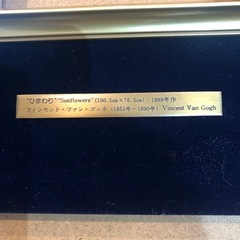 "ひまわり" "Sunflowers" (100.5㎝×76.5㎝) 1889年作
フィンセント・ファン・ゴッホ (1853年－1890年) Vincent Van Gogh